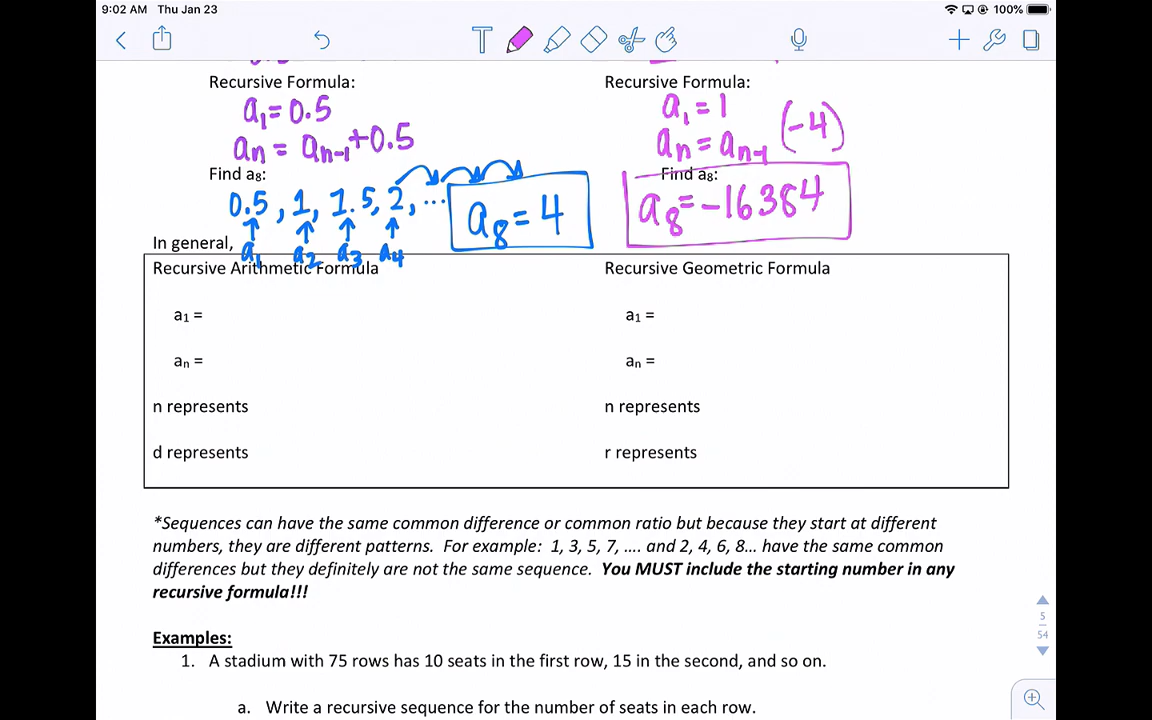 9:02 AM Thu Jan 23 100%
T
Recursive Formula: Recursive Formula:
a₁ = 0.5 a₁ = 1
aₙ = aₙ₋₁ + 0.5 aₙ = aₙ₋₁ (-4)
Find a₈: Find a₈:
0.5, 1, 1.5, 2, ... a₈ = 4 a₈ = -16384
a₁ a₂ a₃ a₄
In general,
Recursive Arithmetic Formula Recursive Geometric Formula
a₁ = a₁ =
aₙ = aₙ =
n represents n represents
d represents r represents
*Sequences can have the same common difference or common ratio but because they start at different
numbers, they are different patterns. For example: 1, 3, 5, 7, .... and 2, 4, 6, 8... have the same common
differences but they definitely are not the same sequence. You MUST include the starting number in any
recursive formula!!!
Examples:
1. A stadium with 75 rows has 10 seats in the first row, 15 in the second, and so on.
a. Write a recursive sequence for the number of seats in each row.
5
54